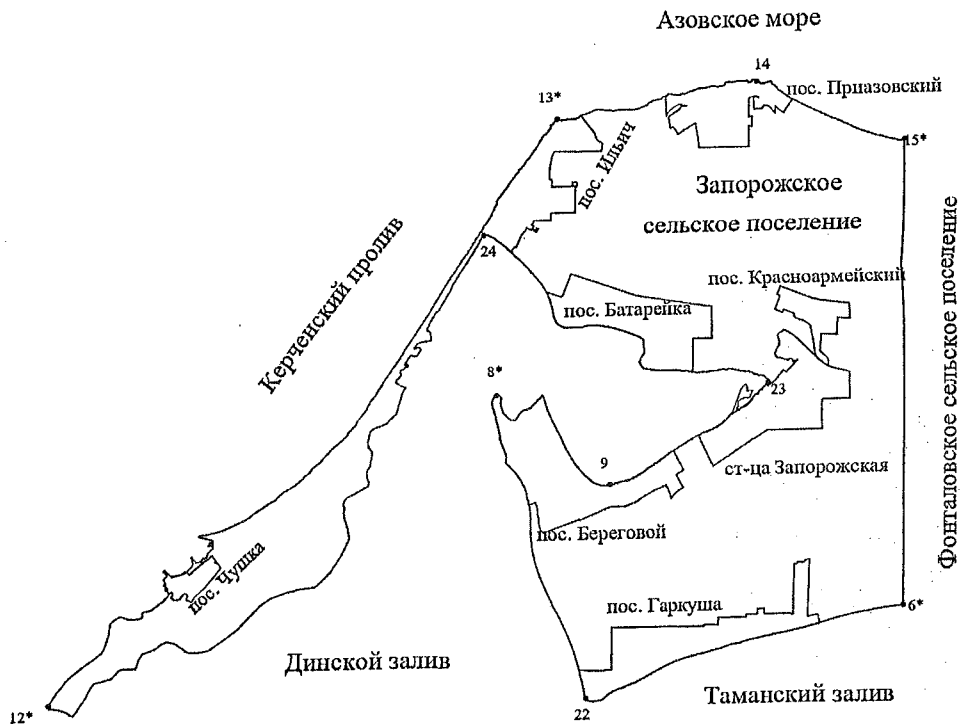 Азовское море
14
пос. Приазовский
13*
15*
пос. Ильич
Запорожское
сельское поселение
24
Керченский пролив
пос. Красноармейский
пос. Батарейка
Фонталовское сельское поселение
8*
23
9
ст-ца Запорожская
пос. Береговой
пос. Чушка
пос. Гаркуша
6*
Динской залив
Таманский залив
12*
22